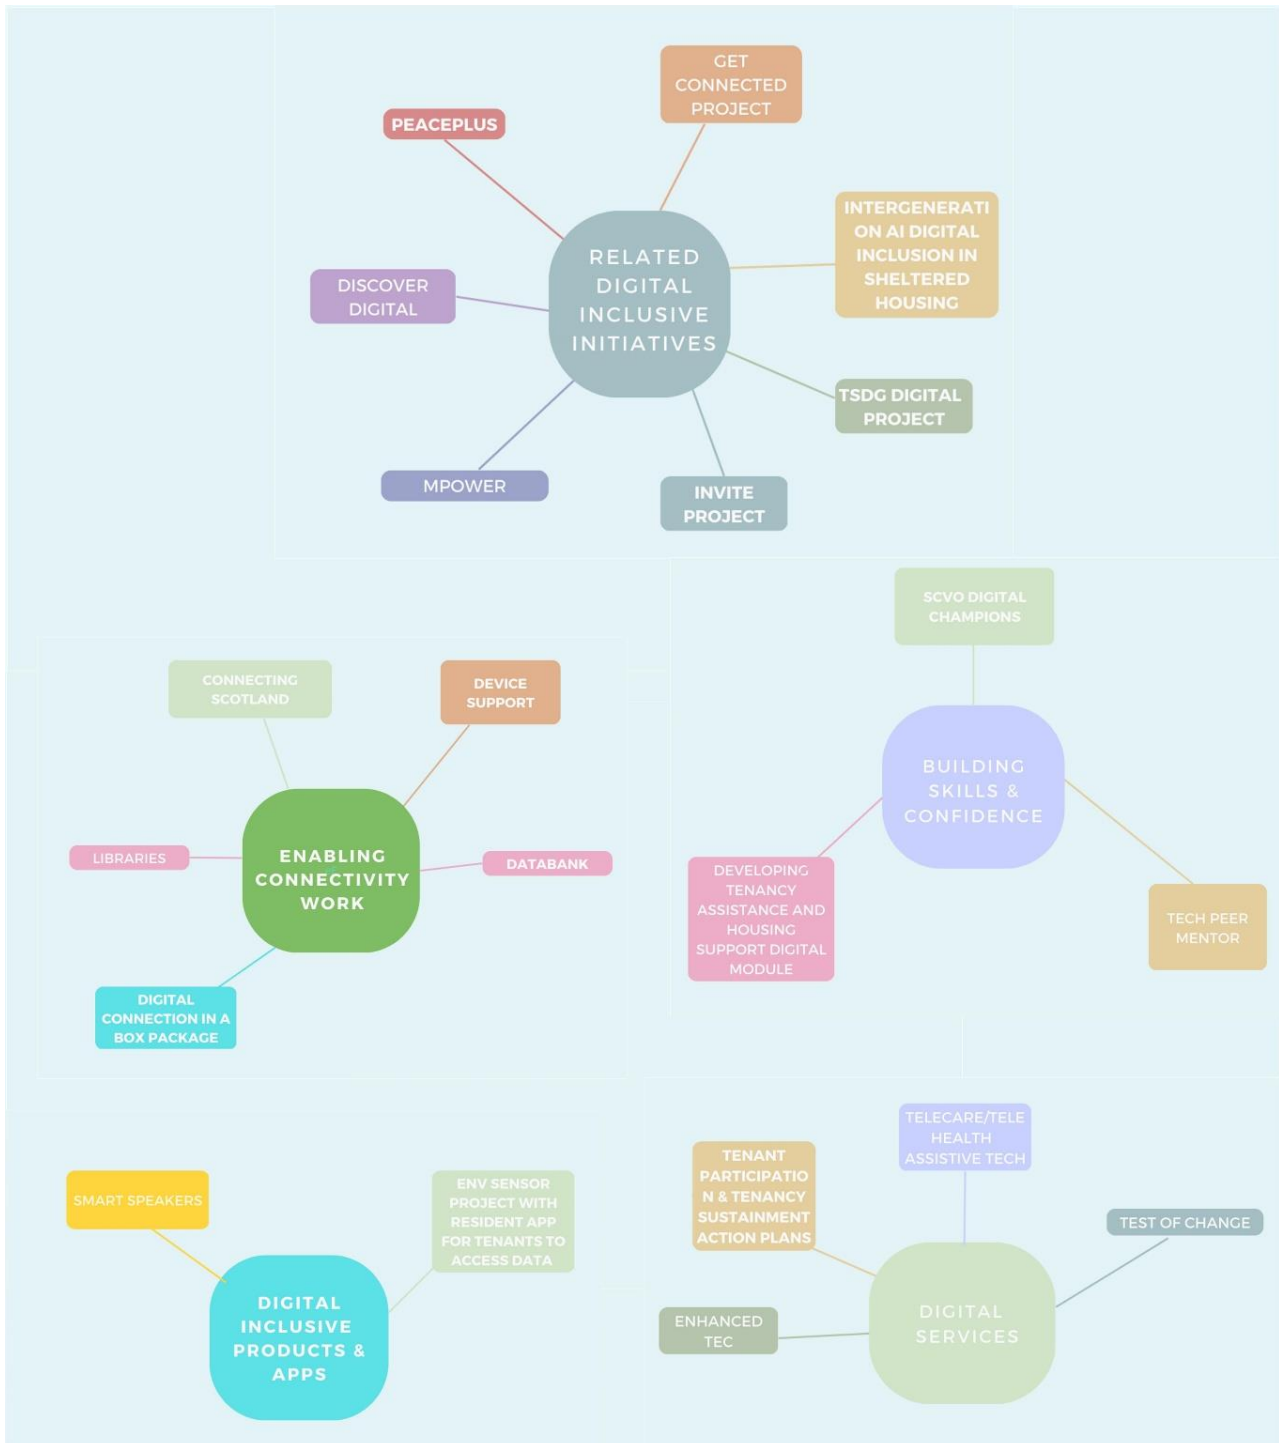 GET
CONNECTED
PROJECT
PEACEPLUS
INTERGENERATI
ON AI DIGITAL
INCLUSION IN
SHELTERED
HOUSING
RELATED
DIGITAL
INCLUSIVE
INITIATIVES
DISCOVER
DIGITAL
TSDG DIGITAL
PROJECT
MPOWER
INVITE
PROJECT
SCVO DIGITAL
CHAMPIONS
CONNECTING
SCOTLAND
DEVICE
SUPPORT
BUILDING
SKILLS &
CONFIDENCE
LIBRARIES
ENABLING
CONNECTIVITY
WORK
DATABANK
DEVELOPING
TENANCY
ASSISTANCE AND
HOUSING
SUPPORT DIGITAL
MODULE
TECH PEER
MENTOR
DIGITAL
CONNECTION IN A
BOX PACKAGE
SMART SPEAKERS
ENV SENSOR
PROJECT WITH
RESIDENT APP
FOR TENANTS TO
ACCESS DATA
DIGITAL
INCLUSIVE
PRODUCTS &
APPS
TENANT
PARTICIPATIO
N & TENANCY
SUSTAINMENT
ACTION PLANS
TELECARE/TELE
HEALTH
ASSISTIVE TECH
TEST OF CHANGE
ENHANCED
TEC
DIGITAL
SERVICES